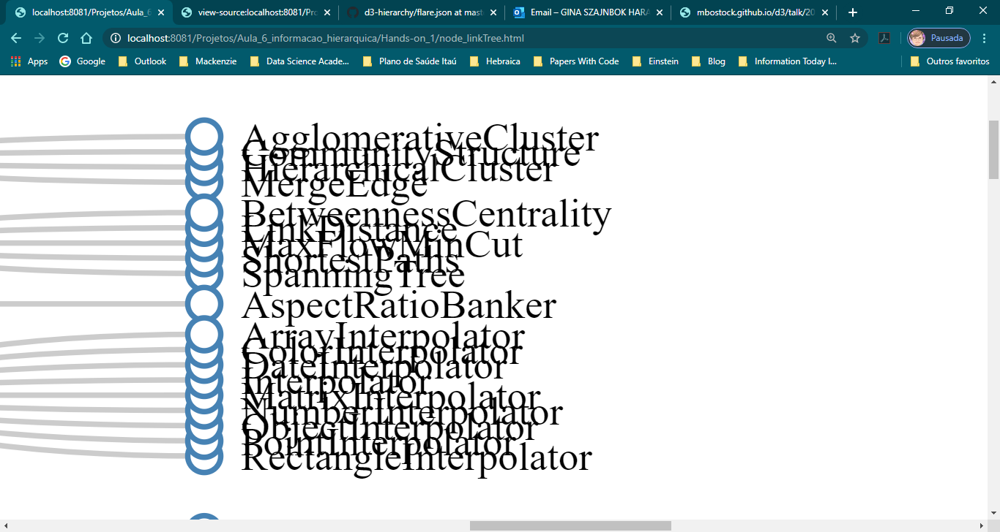 localhost:8081/Projetos/Aula_6
view-source:localhost:8081/Pro
d3-hierarchy/flare.json at mast
Email – GINA SZAJNBOK HARA
mbostock.github.io/d3/talk/20
localhost:8081/Projetos/Aula_6_informacao_hierarquica/Hands-on_1/node_linkTree.html
Pausada
Apps Google Outlook Mackenzie Data Science Acade... Plano de Saúde Itaú Hebraica Papers With Code Einstein Blog Information Today I... Outros favoritos
AgglomerativeCluster
CommunityStructure
HierarchicalCluster
MergeEdge
BetweennessCentrality
LinkDistance
MaxFlowMinCut
ShortestPaths
SpanningTree
AspectRatioBanker
ArrayInterpolator
ColorInterpolator
DateInterpolator
Interpolator
MatrixInterpolator
NumberInterpolator
ObjectInterpolator
PointInterpolator
RectangleInterpolator